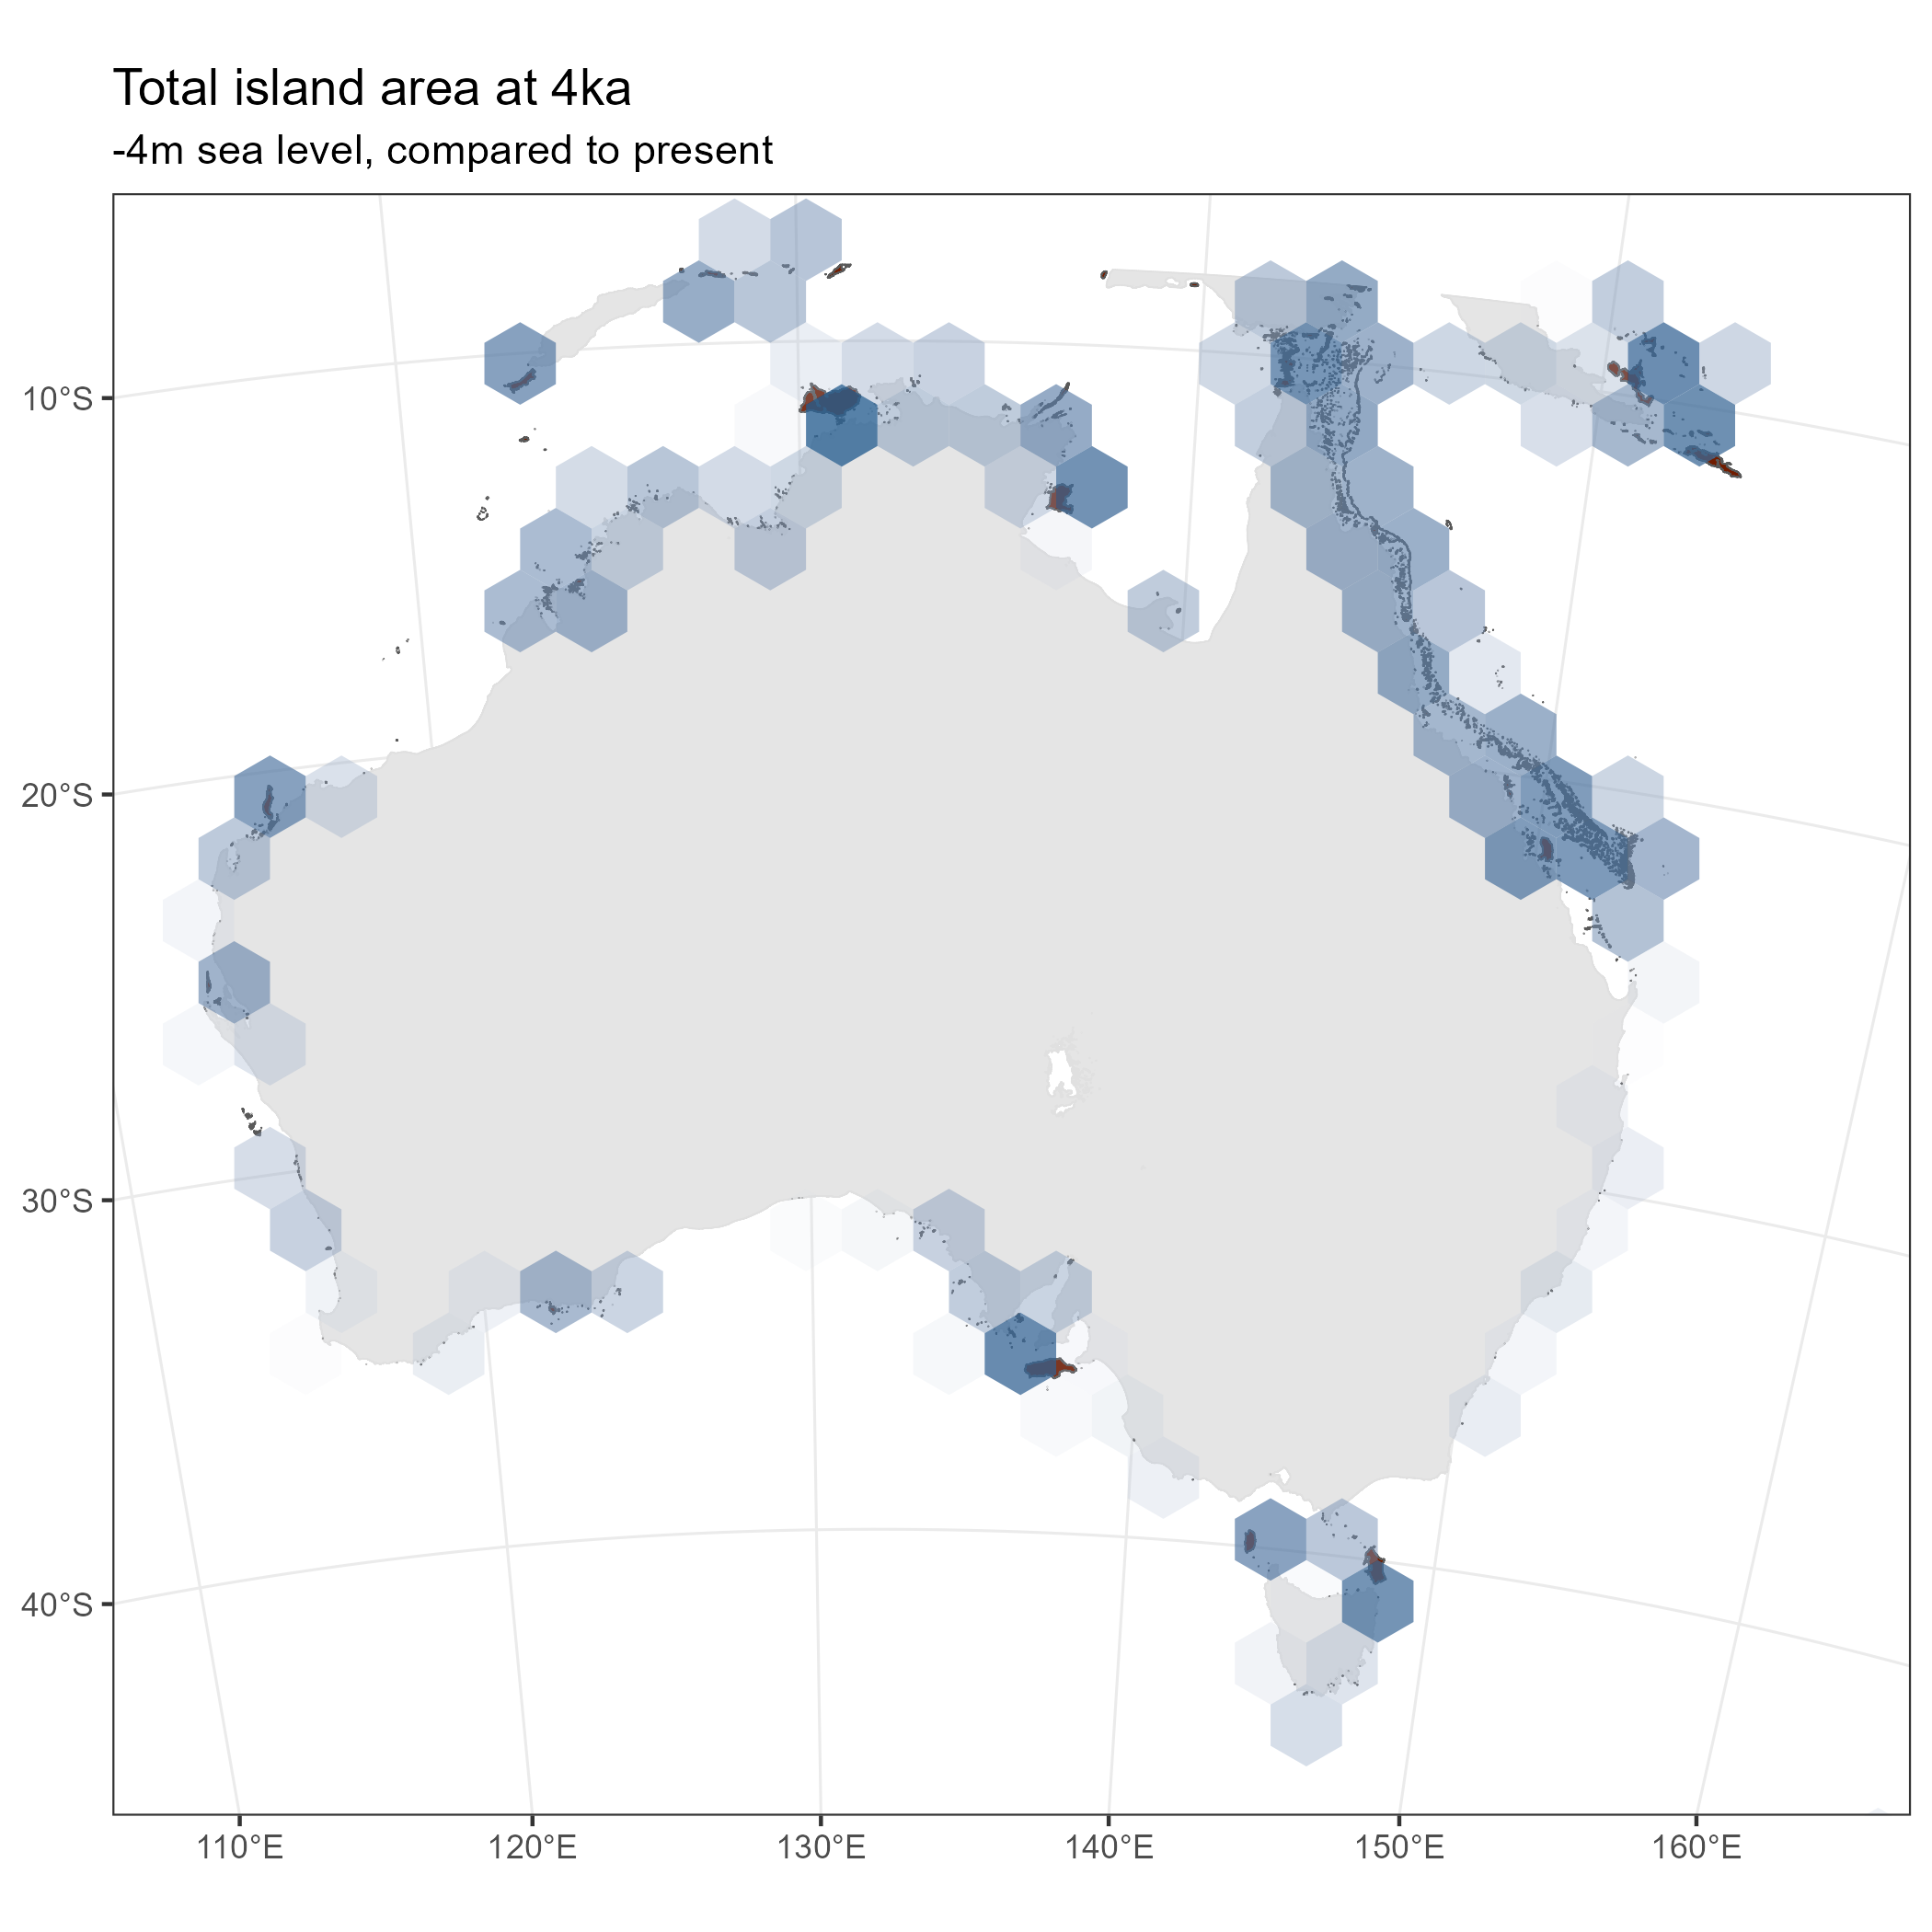 Total island area at 4ka
-4m sea level, compared to present
10°S
20°S
30°S
40°S
110°E
120°E
130°E
140°E
150°E
160°E